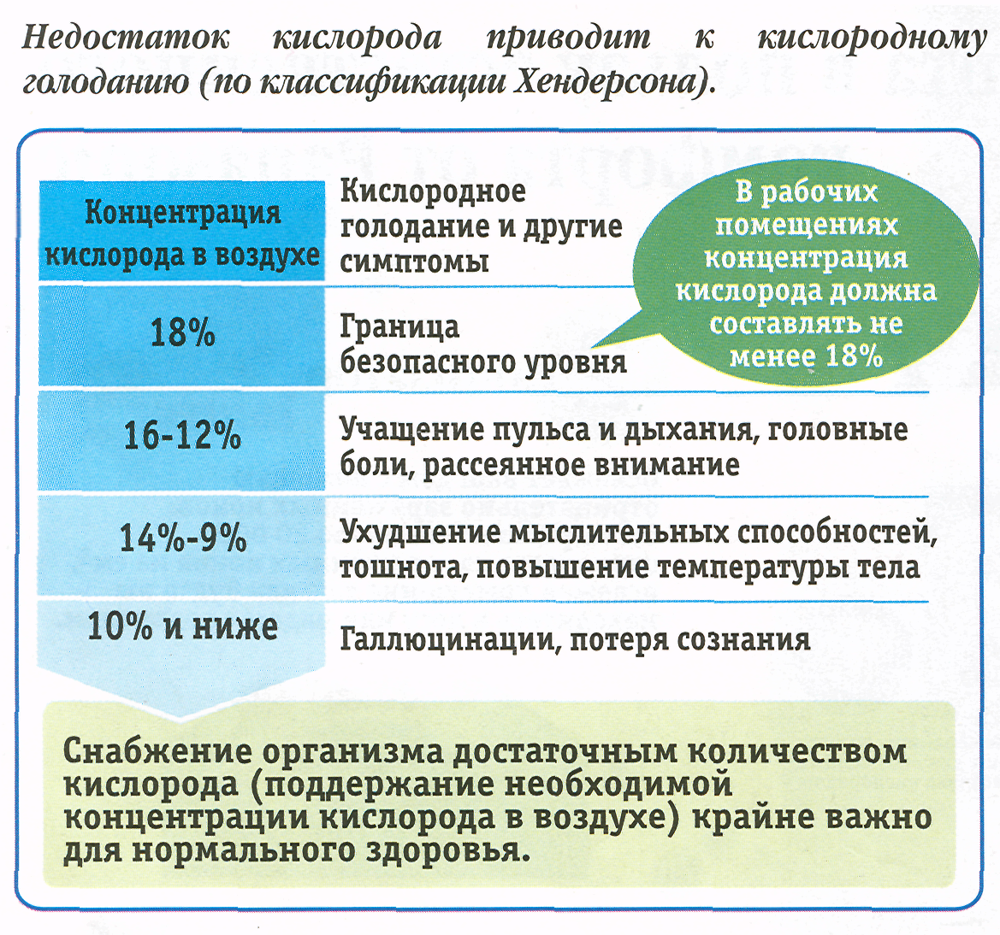 Недостаток кислорода приводит к кислородному
голоданию (по классификации Хендерсона).
Концентрация
кислорода в воздухе
Кислородное
голодание и другие
симптомы
В рабочих
помещениях
концентрация
кислорода должна
составлять не
менее 18%
18%
Граница
безопасного уровня
16-12%
Учащение пульса и дыхания, головные
боли, рассеянное внимание
14%-9%
Ухудшение мыслительных способностей,
тошнота, повышение температуры тела
10% и ниже
Галлюцинации, потеря сознания
Снабжение организма достаточным количеством
кислорода (поддержание необходимой
концентрации кислорода в воздухе) крайне важно
для нормального здоровья.